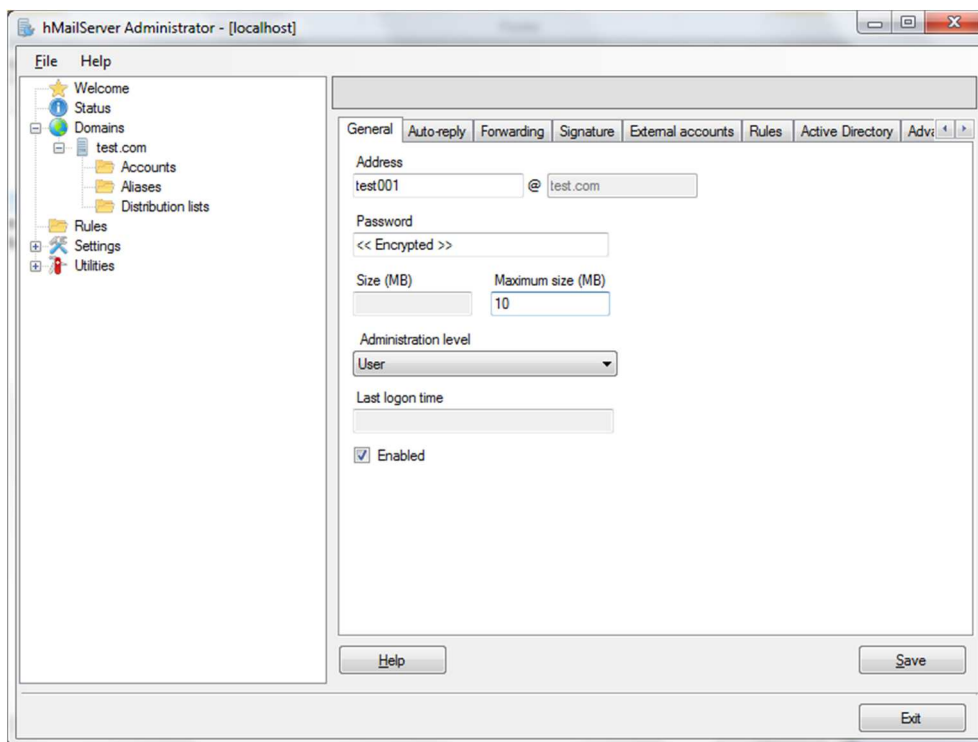 hMailServer Administrator - [localhost]
File Help
Welcome
Status
Domains
test.com
Accounts
Aliases
Distribution lists
Rules
Settings
Utilities
General Auto-reply Forwarding Signature External accounts Rules Active Directory
Address
test001 @ test.com
Password
<< Encrypted >>
Size (MB) Maximum size (MB)
10
Administration level
User
Last logon time
Enabled
Help Save
Exit